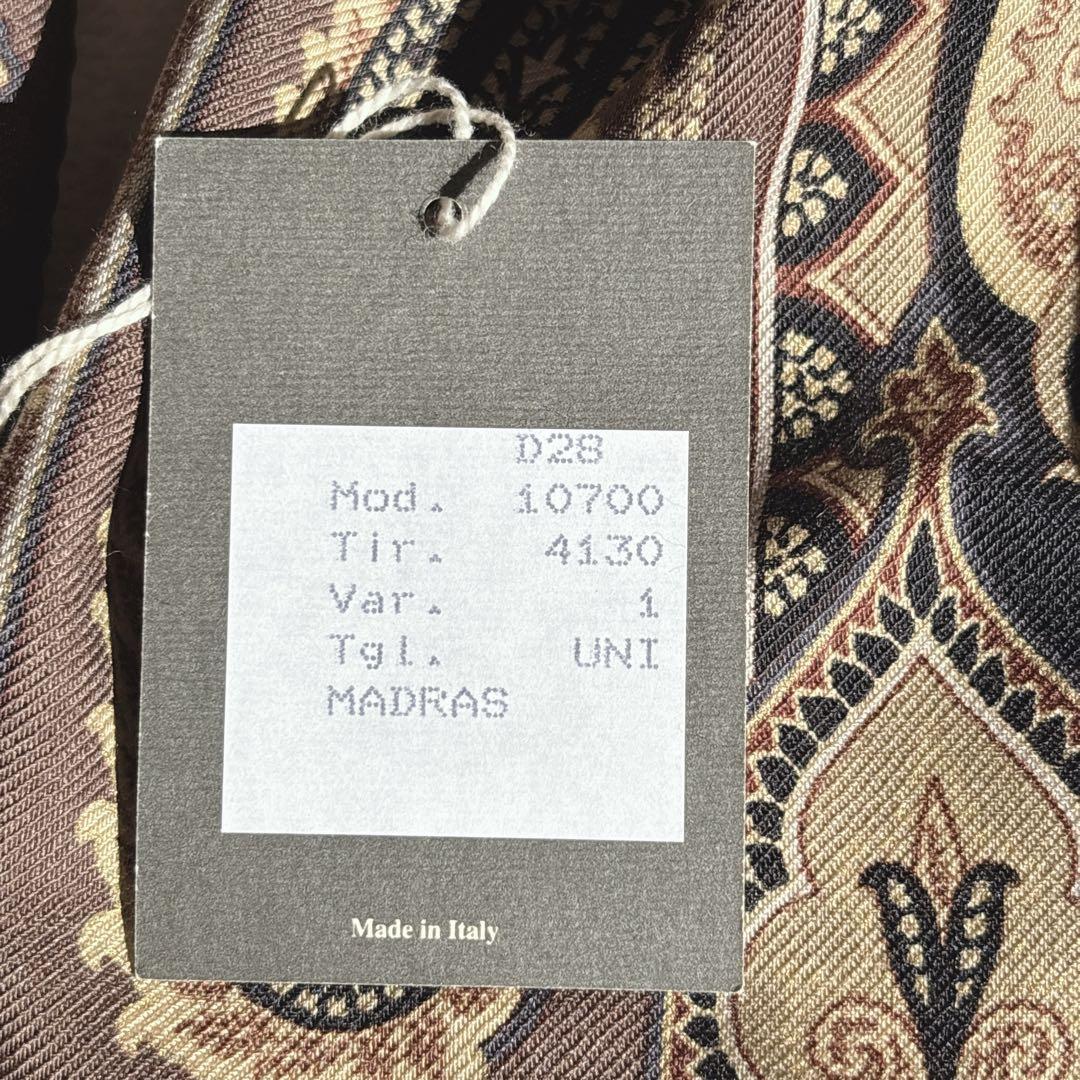 D28
Mod. 10700
Tir. 4130
Var. 1
Tgl. UNI
MADRAS
Made in Italy